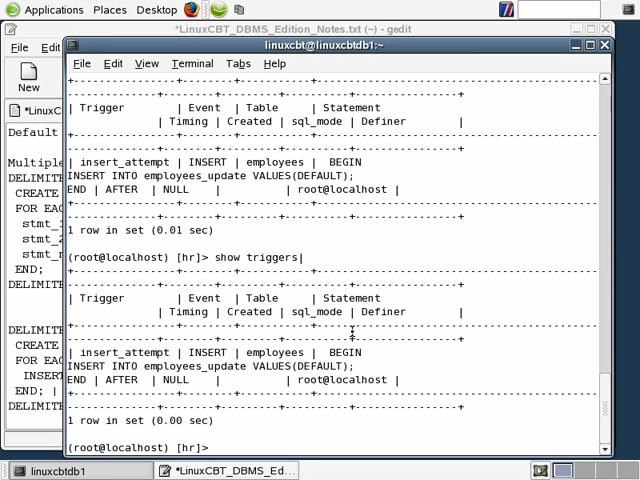 Applications Places Desktop
*LinuxCBT_DBMS_Edition_Notes.txt (~) - gedit
linuxcbt@linuxcbtdb1:~
File Edit
File Edit View Terminal Tabs Help
New
*LinuxC
Default
Multiple
DELIMITE
CREATE
FOR EAC
stmt_1
stmt_2
stmt_n
END;
DELIMITE
DELIMITE
CREATE
FOR EAC
INSER
END; |
DELIMITE
+----------------+--------+-----------+----------------------------------------
---------------+--------+---------+----------+----------------+
| Trigger | Event | Table | Statement
| Timing | Created | sql_mode | Definer |
+----------------+--------+-----------+----------------------------------------
---------------+--------+---------+----------+----------------+
| insert_attempt | INSERT | employees | BEGIN
INSERT INTO employees_update VALUES(DEFAULT);
END | AFTER | NULL | | root@localhost |
+----------------+--------+-----------+----------------------------------------
---------------+--------+---------+----------+----------------+
1 row in set (0.01 sec)
(root@localhost) [hr]> show triggers|
+----------------+--------+-----------+----------------------------------------
---------------+--------+---------+----------+----------------+
| Trigger | Event | Table | Statement
| Timing | Created | sql_mode | Definer |
+----------------+--------+-----------+----------------------------------------
---------------+--------+---------+----------+----------------+
| insert_attempt | INSERT | employees | BEGIN
INSERT INTO employees_update VALUES(DEFAULT);
END | AFTER | NULL | | root@localhost |
+----------------+--------+-----------+----------------------------------------
---------------+--------+---------+----------+----------------+
1 row in set (0.00 sec)
(root@localhost) [hr]>
linuxcbtdb1
*LinuxCBT_DBMS_Ed...